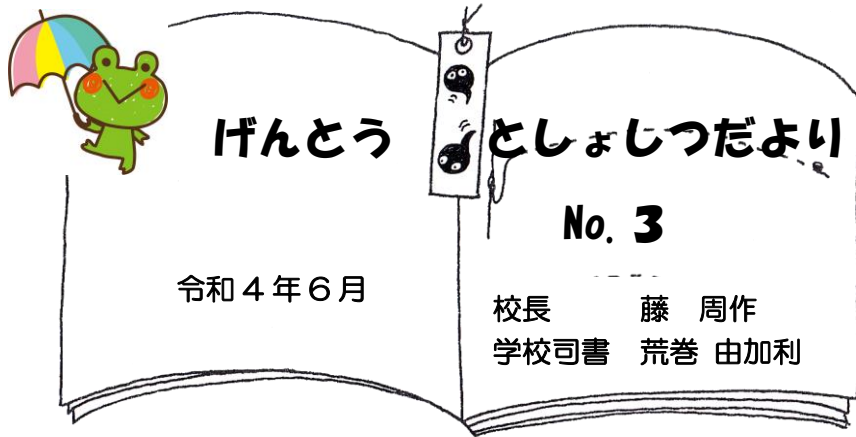 げんとう としょしつだより
No. 3
令和４年６月
校長 藤 周作
学校司書 荒巻 由加利